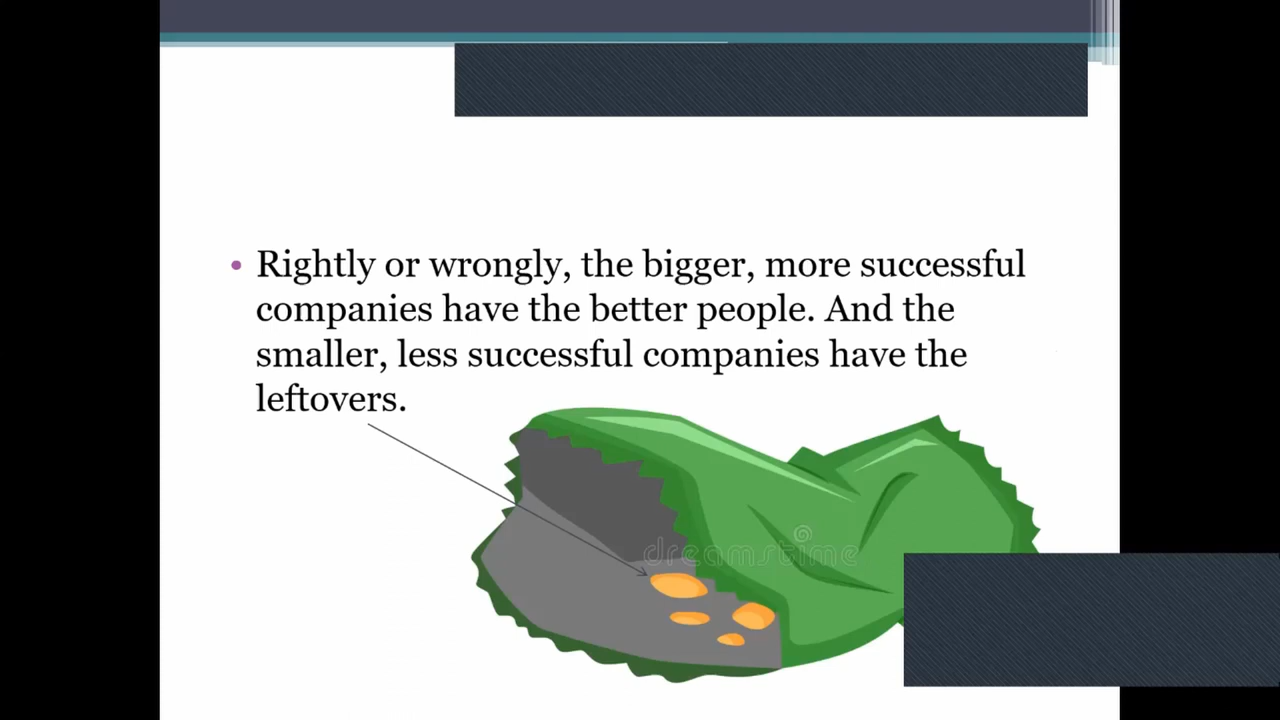 • Rightly or wrongly, the bigger, more successful
companies have the better people. And the
smaller, less successful companies have the
leftovers.
dreamstime